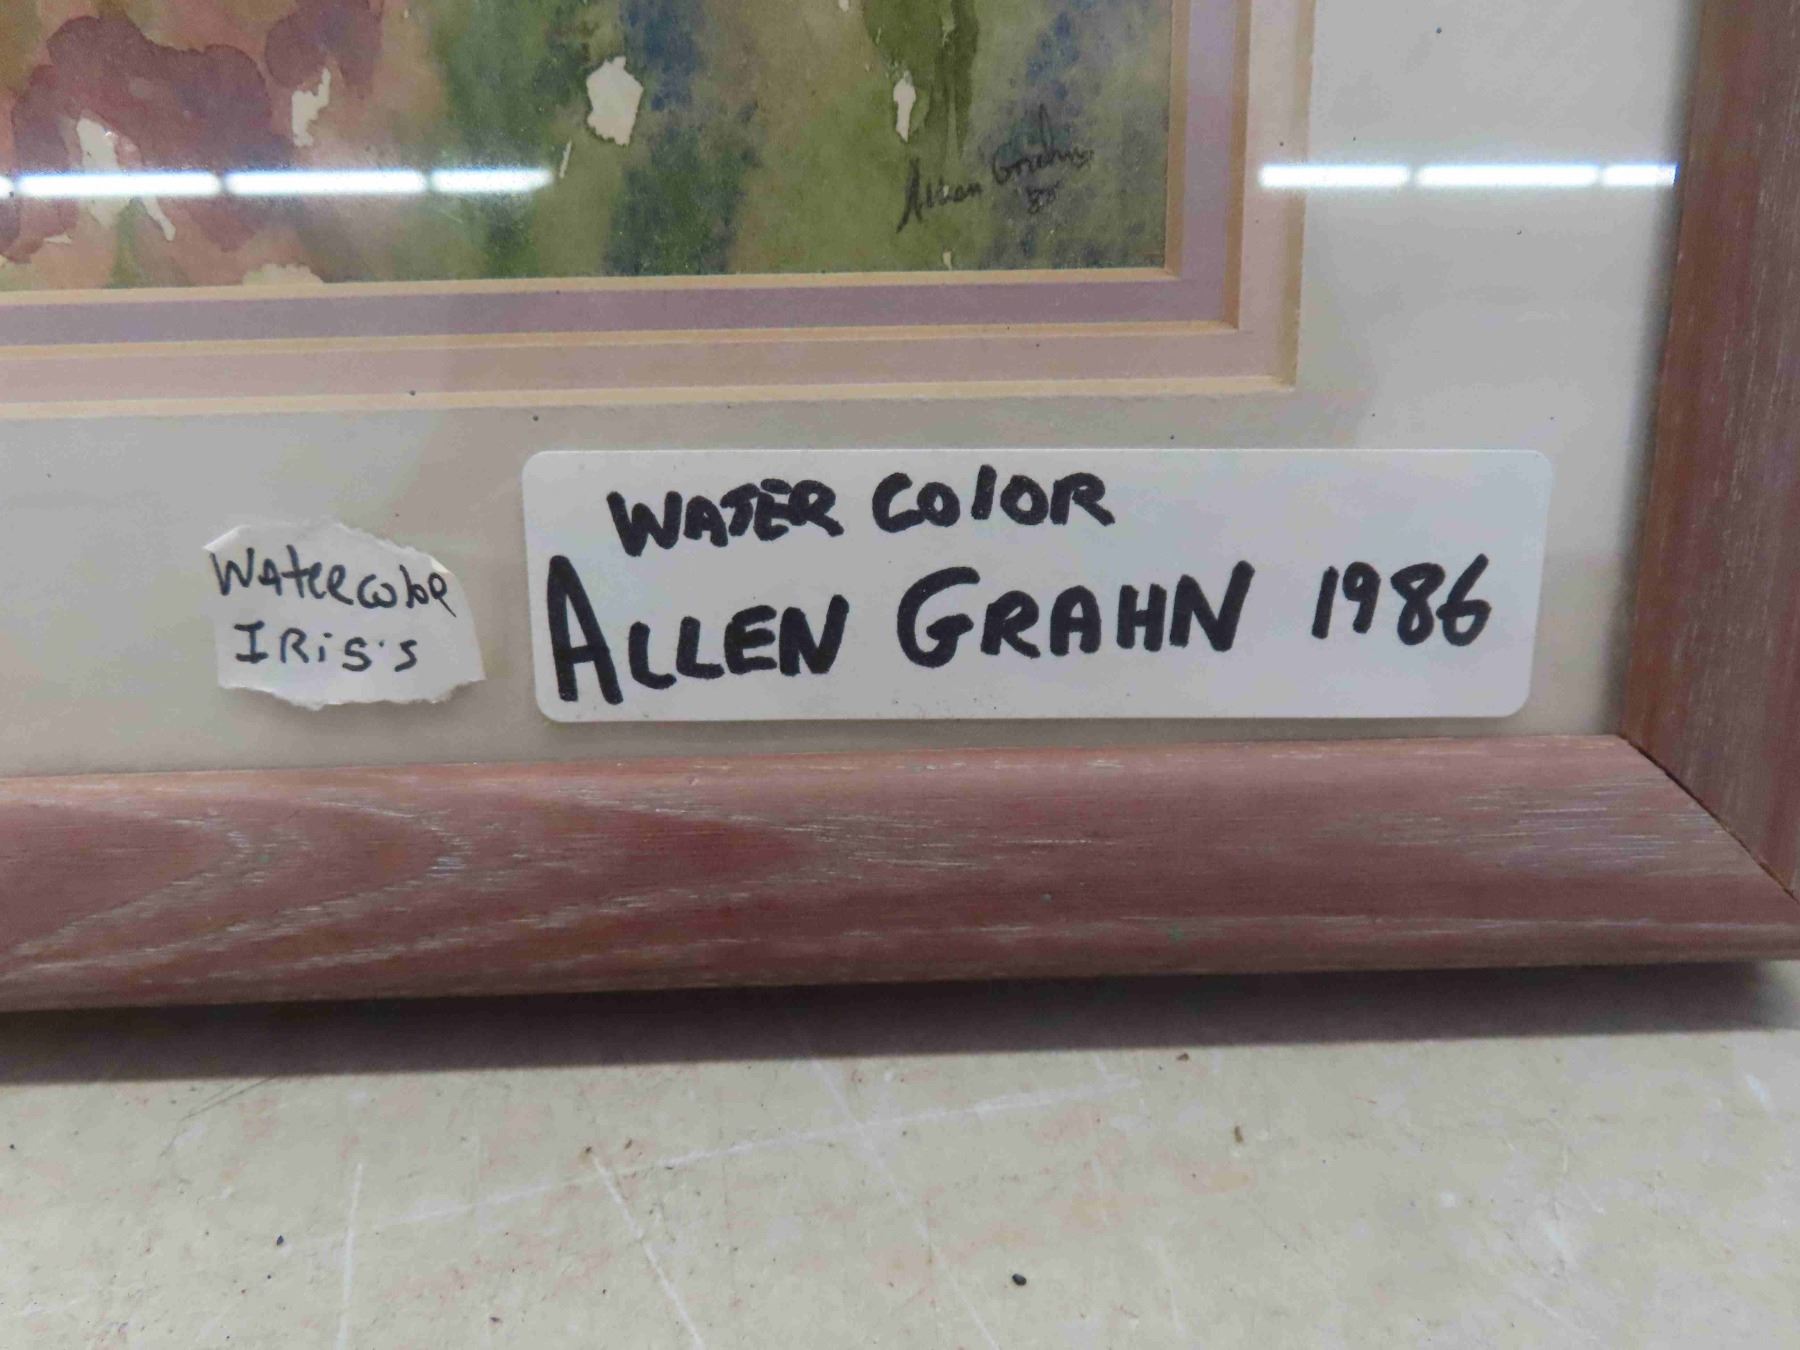 Allen Grahn
WATER COLOR
ALLEN GRAHN 1986
WAteRcoloR
IRiS'S